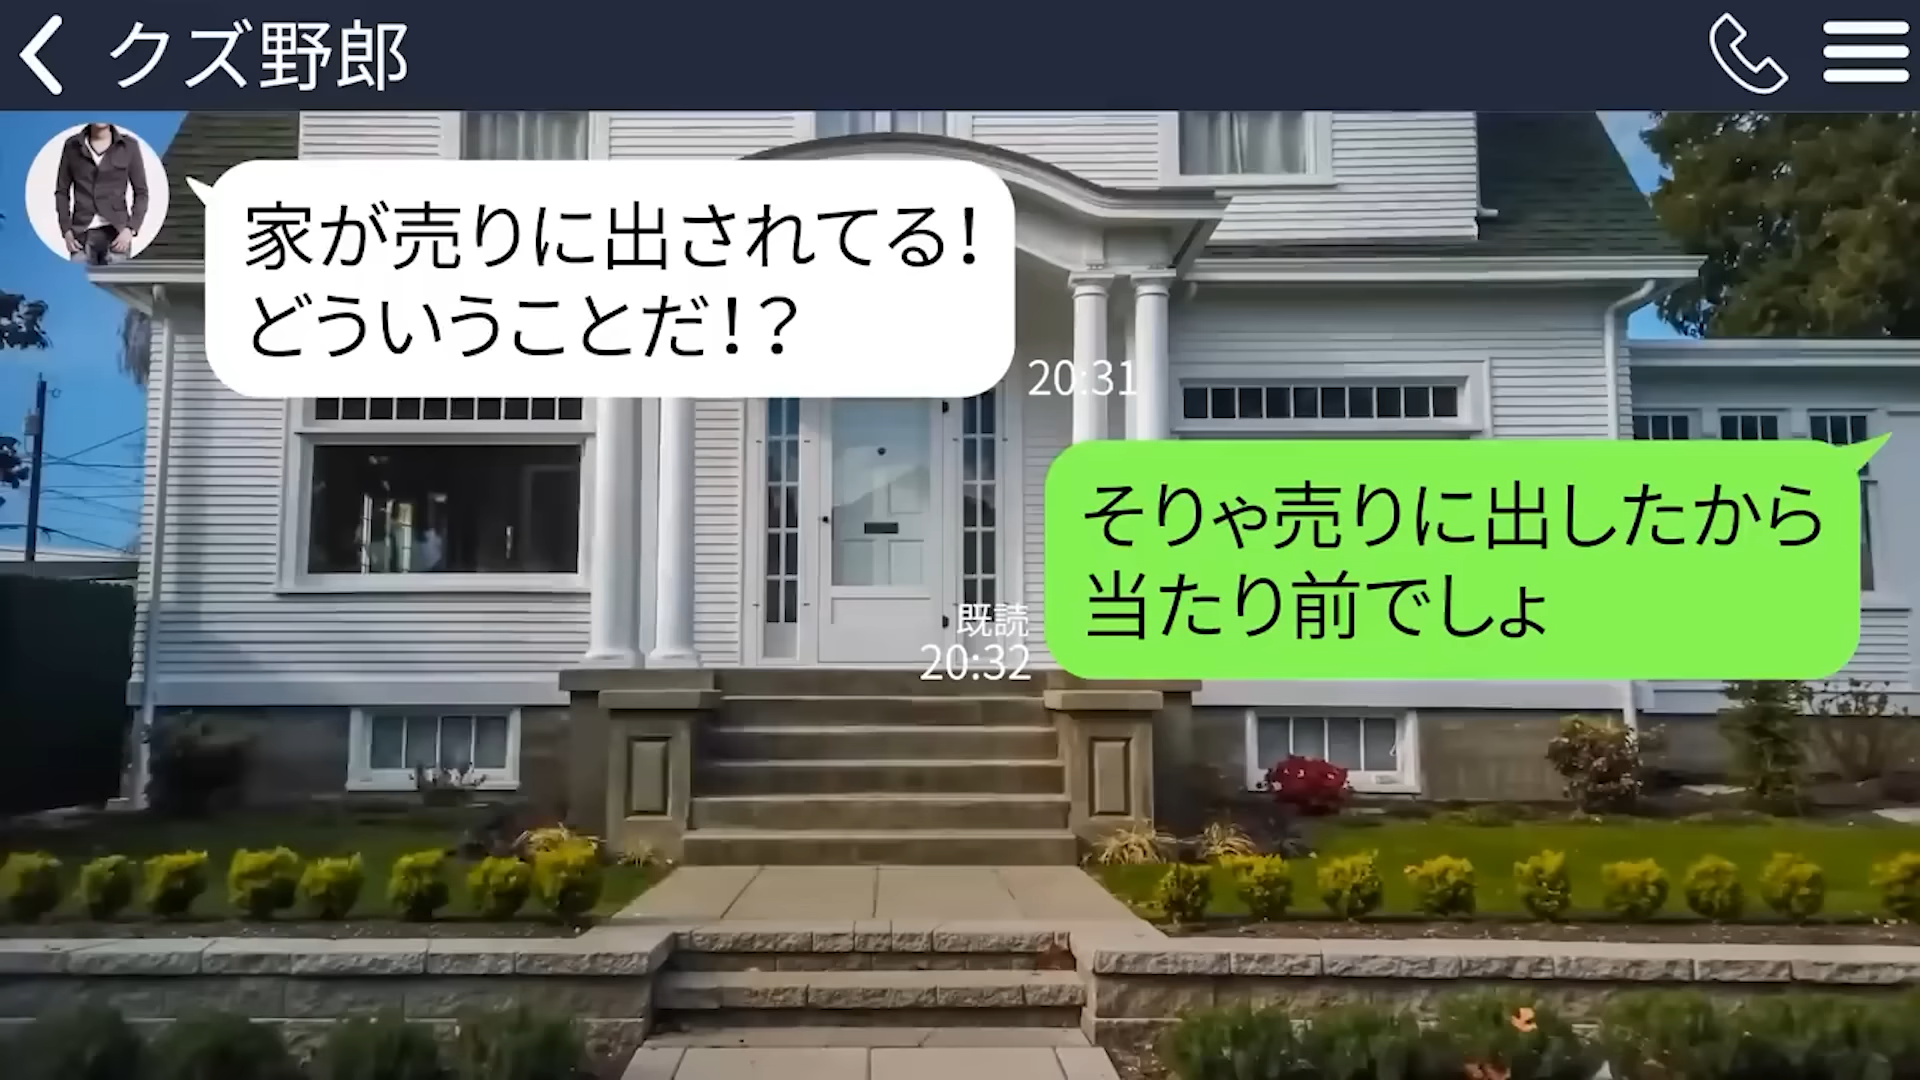 クズ野郎
家が売りに出されてる！
どういうことだ！？
20:31
そりゃ売りに出したから
当たり前でしょ
既読
20:32